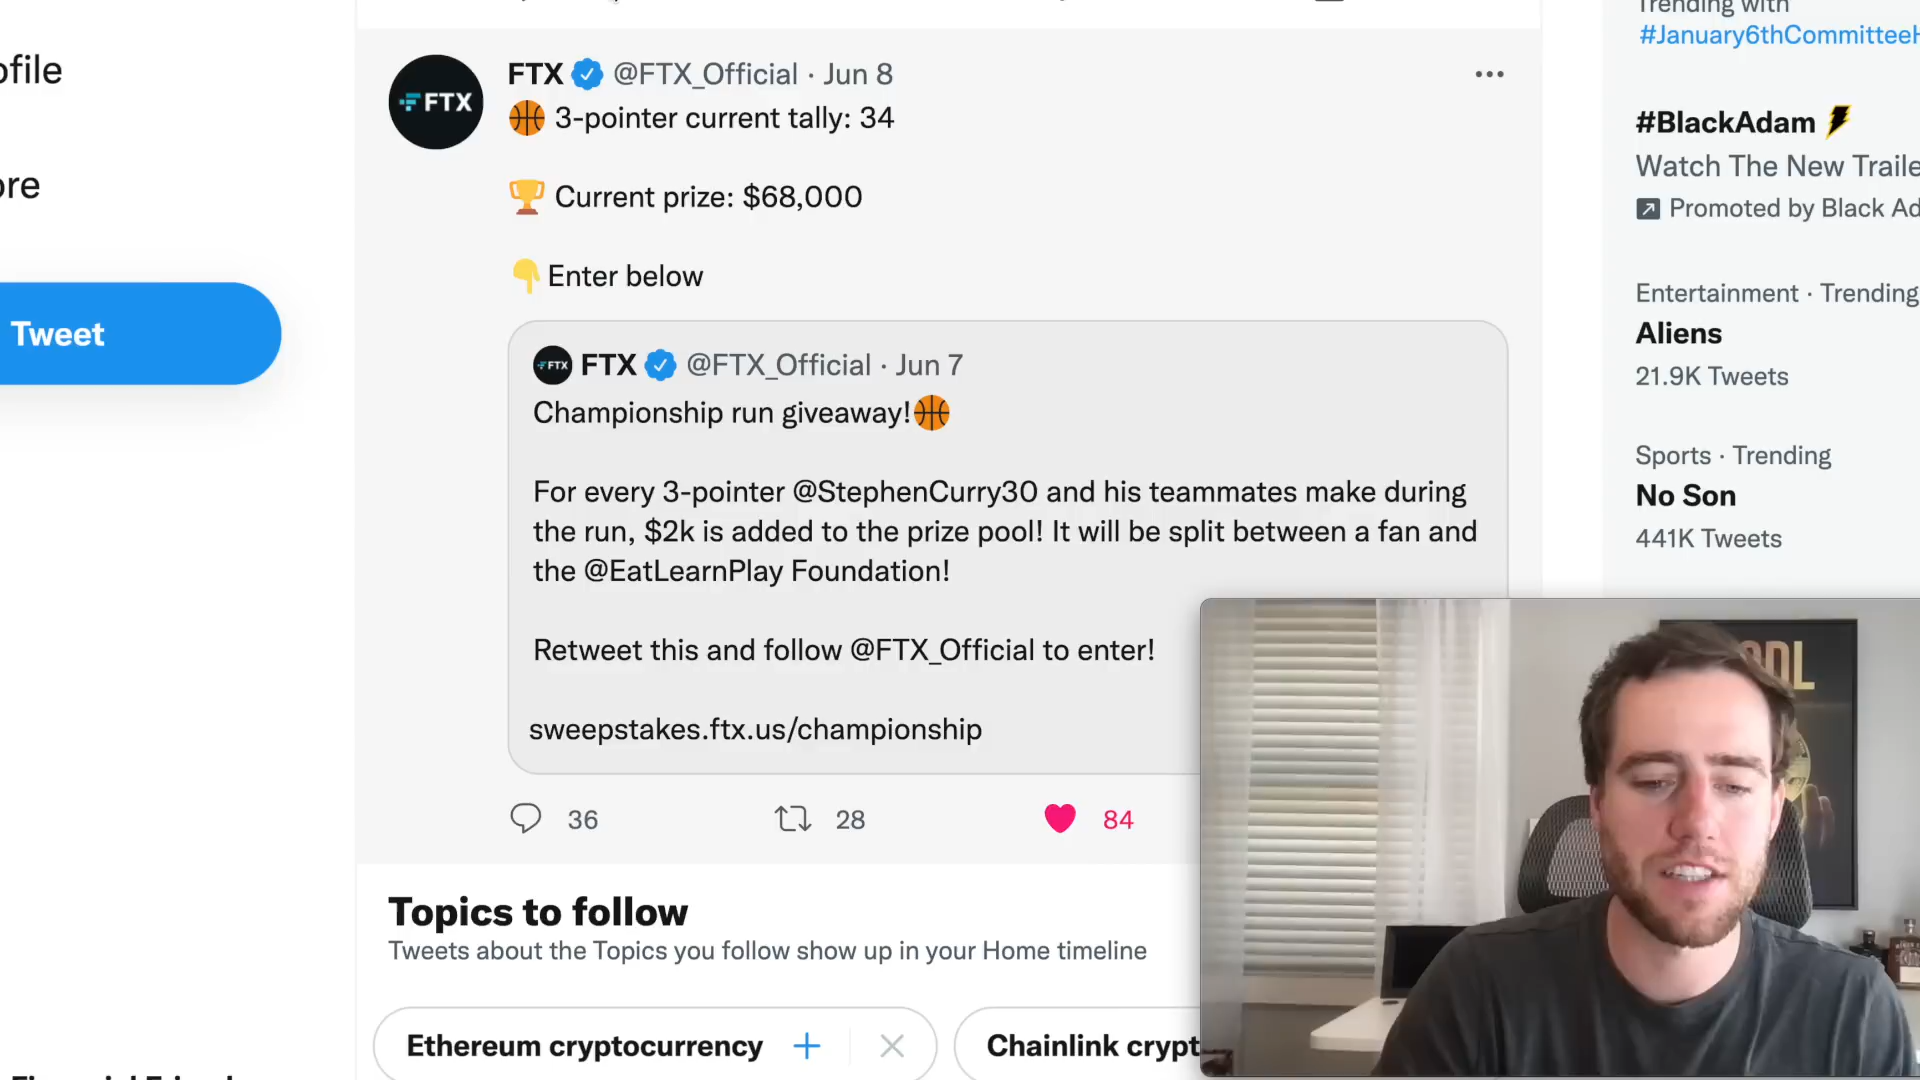 Trending with
#January6thCommitteeH
ofile
FTX @FTX_Official · Jun 8
FTX
3-pointer current tally: 34
#BlackAdam
Watch The New Traile
ore
Current prize: $68,000
Promoted by Black Ad
Enter below
Entertainment · Trending
Tweet
Aliens
21.9K Tweets
FTX FTX @FTX_Official · Jun 7
Championship run giveaway!
Sports · Trending
No Son
441K Tweets
For every 3-pointer @StephenCurry30 and his teammates make during
the run, $2k is added to the prize pool! It will be split between a fan and
the @EatLearnPlay Foundation!
Retweet this and follow @FTX_Official to enter!
sweepstakes.ftx.us/championship
36 28 84
Topics to follow
Tweets about the Topics you follow show up in your Home timeline
Ethereum cryptocurrency
Chainlink crypt